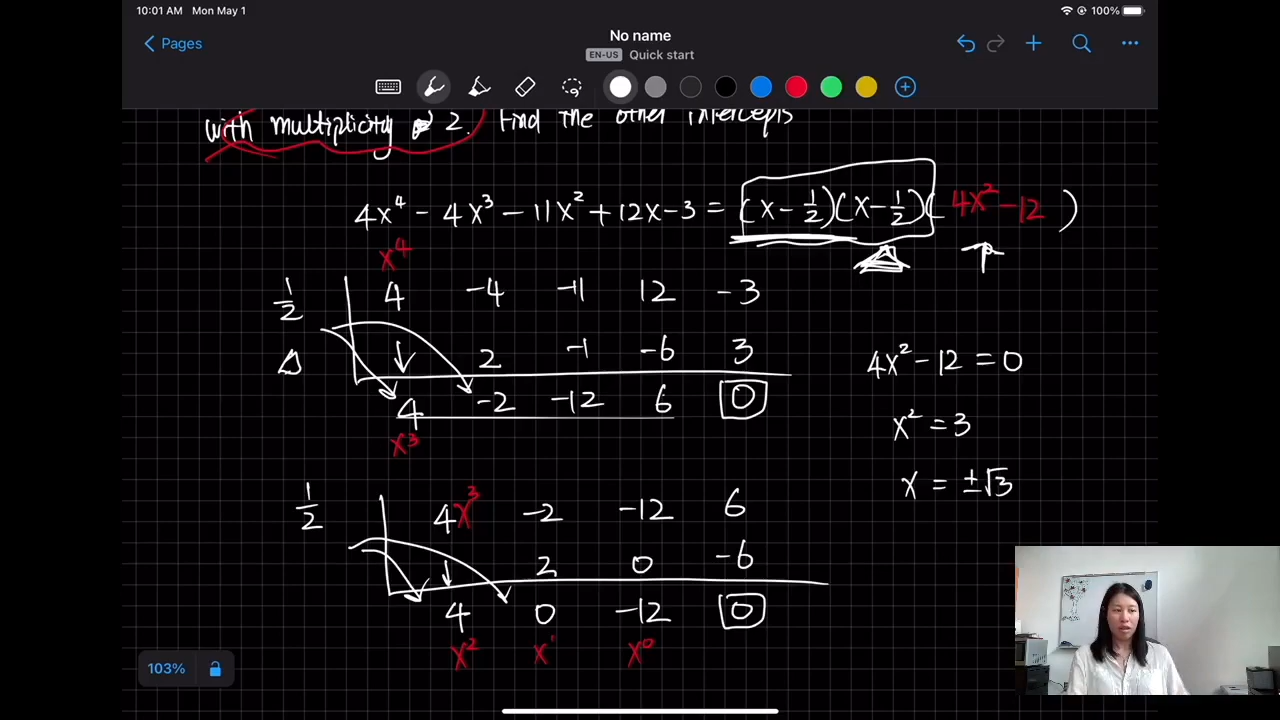 10:01 AM Mon May 1
100%
Pages
No name
EN-US Quick start
with multiplicity 2. Find the other intercepts
4x⁴ - 4x³ - 11x² + 12x - 3 = (x - 1/2)(x - 1/2)(4x² - 12)
x⁴
1/2 4 -4 -11 12 -3
2 -1 -6 3
4 -2 -12 6 0
x³
4x² - 12 = 0
x² = 3
x = ±√3
1/2 4x³ -2 -12 6
2 0 -6
4 0 -12 0
x² x¹ x⁰
103%